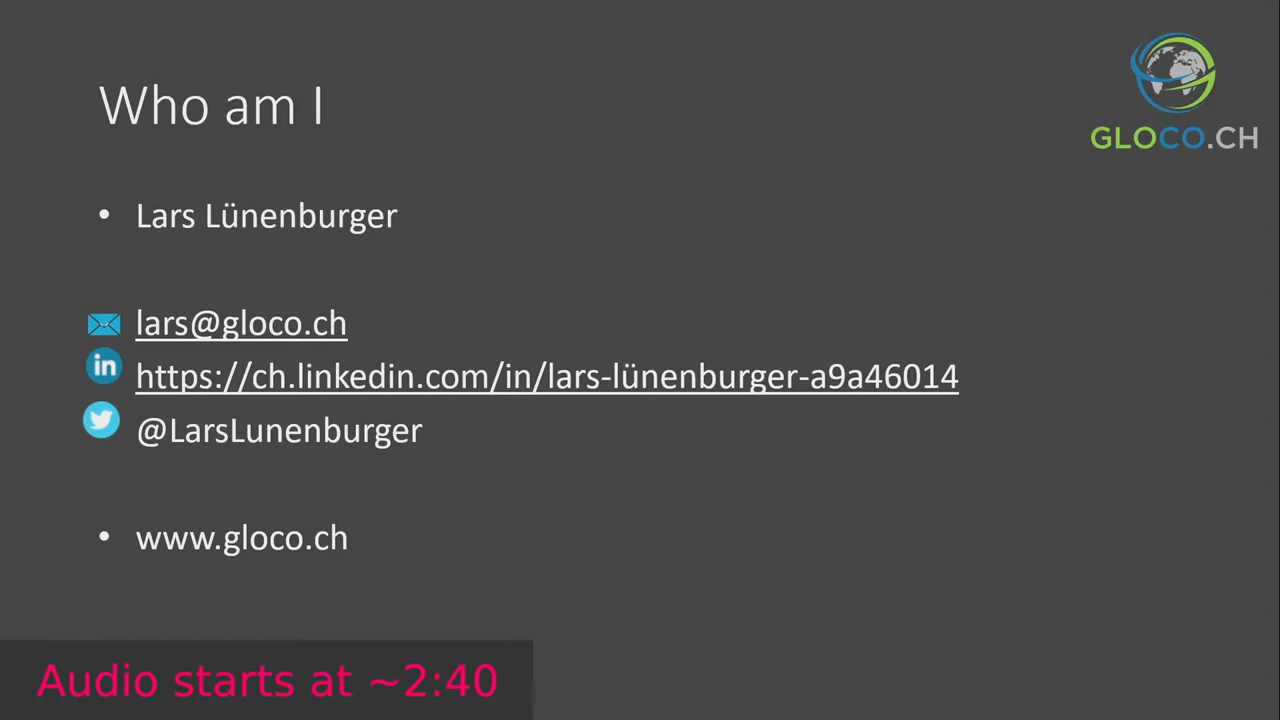 Who am I
GLOCO.CH
• Lars Lünenburger
lars@gloco.ch
in https://ch.linkedin.com/in/lars-lünenburger-a9a46014
@LarsLunenburger
• www.gloco.ch
Audio starts at ~2:40